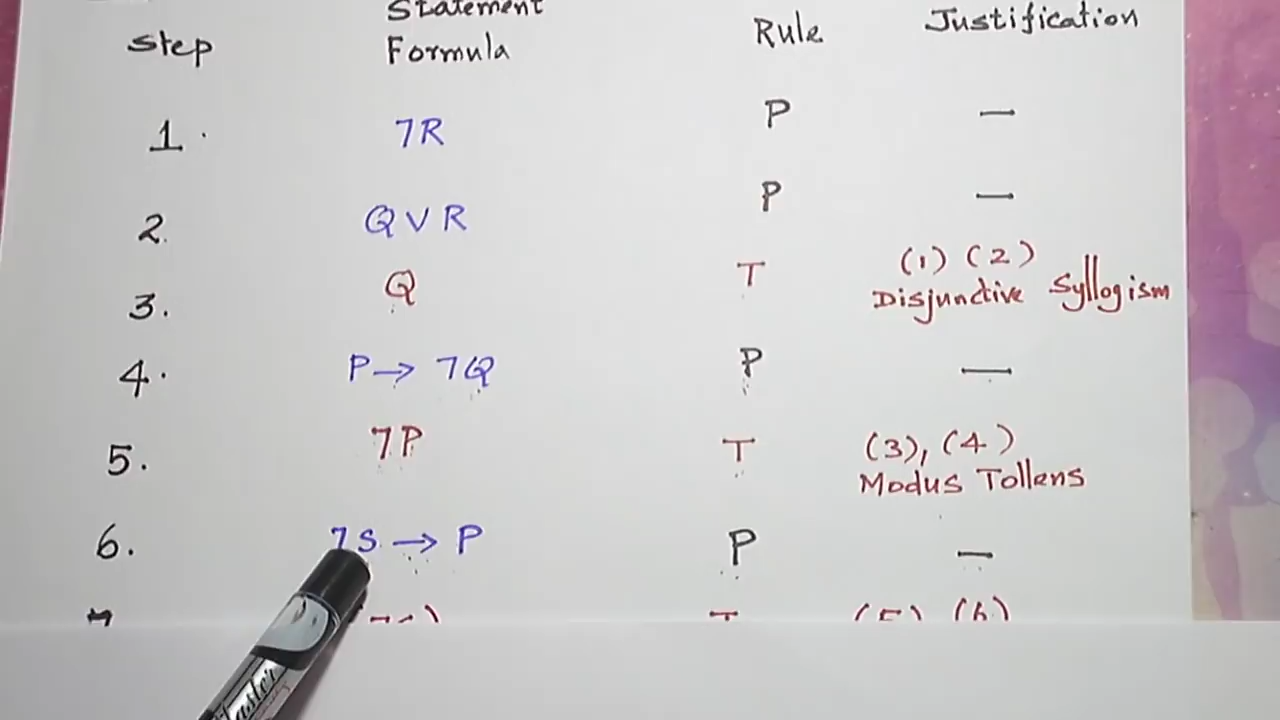 Step Statement Formula Rule Justification
1. 7R P —
2. Q V R P —
3. Q T (1) (2) Disjunctive Syllogism
4. P → 7Q P —
5. 7P T (3), (4) Modus Tollens
6. 7S → P P —